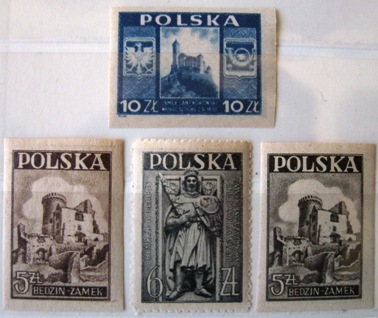 POLSKA
10 ZŁ 10 ZŁ
POLSKA
5 ZŁ
BĘDZIN-ZAMEK
POLSKA
6 ZŁ
POLSKA
5 ZŁ
BĘDZIN-ZAMEK